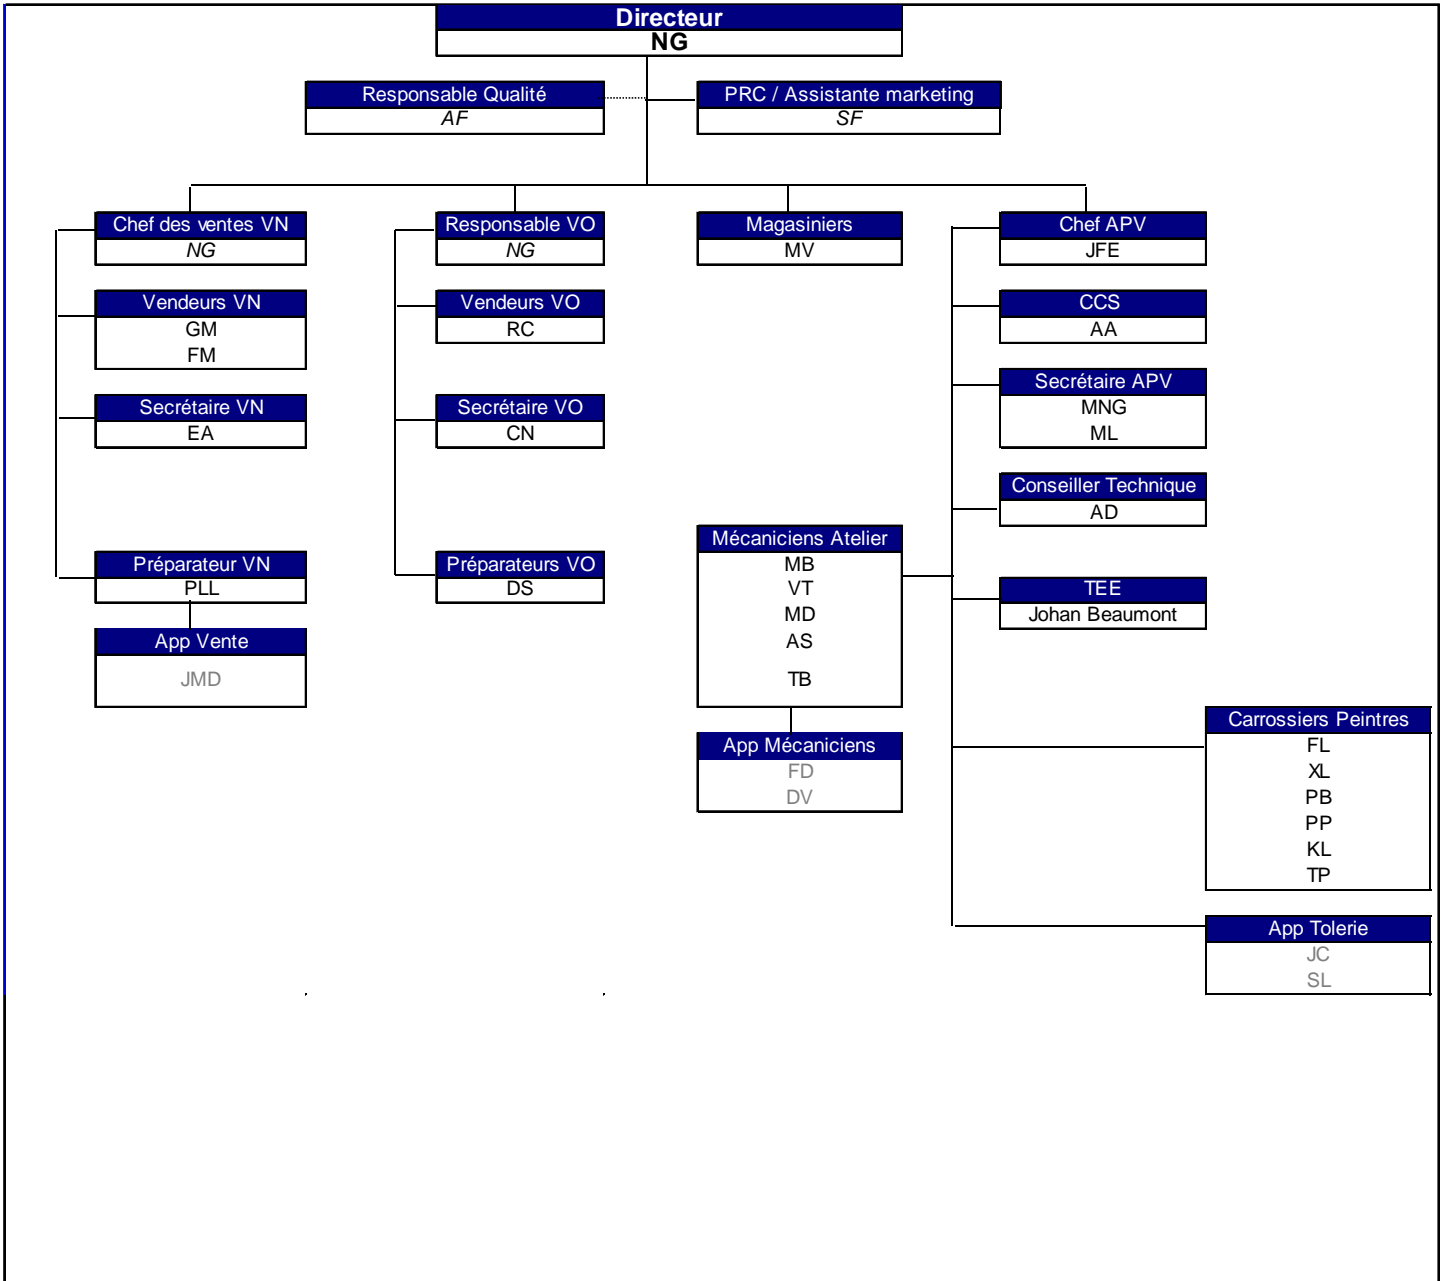 Directeur
NG
Responsable Qualité
AF
PRC / Assistante marketing
SF
Chef des ventes VN
NG
Vendeurs VN
GM
FM
Secrétaire VN
EA
Préparateur VN
PLL
App Vente
JMD
Responsable VO
NG
Vendeurs VO
RC
Secrétaire VO
CN
Préparateurs VO
DS
Magasiniers
MV
Mécaniciens Atelier
MB
VT
MD
AS
TB
App Mécaniciens
FD
DV
Chef APV
JFE
CCS
AA
Secrétaire APV
MNG
ML
Conseiller Technique
AD
TEE
Johan Beaumont
Carrossiers Peintres
FL
XL
PB
PP
KL
TP
App Tolerie
JC
SL